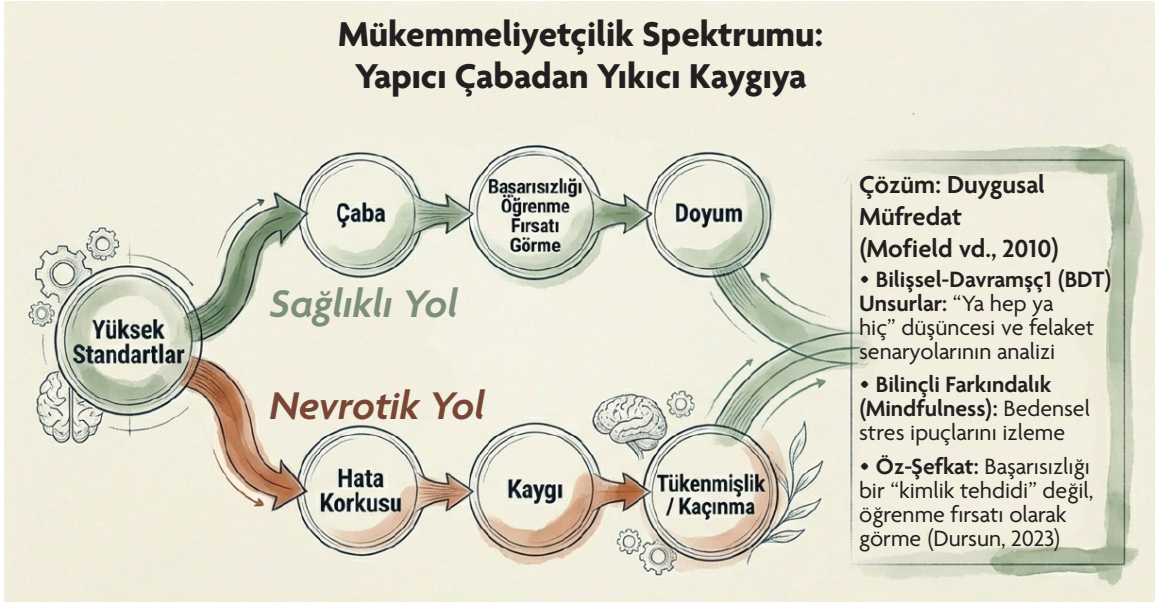 Mükemmeliyetçilik Spektrumu:
Yapıcı Çabadan Yıkıcı Kaygıya
Yüksek
Standartlar
Sağlıklı Yol
Çaba
Başarısızlığı
Öğrenme
Fırsatı
Görme
Doyum
Nevrotik Yol
Hata
Korkusu
Kaygı
Tükenmişlik
/ Kaçınma
Çözüm: Duygusal
Müfredat
(Mofield vd., 2010)
• Bilişsel-Davramşç1 (BDT)
Unsurlar: “Ya hep ya
hiç” düşüncesi ve felaket
senaryolarının analizi
• Bilinçli Farkındalık
(Mindfulness): Bedensel
stres ipuçlarını izleme
• Öz-Şefkat: Başarısızlığı
bir “kimlik tehdidi” değil,
öğrenme fırsatı olarak
görme (Dursun, 2023)